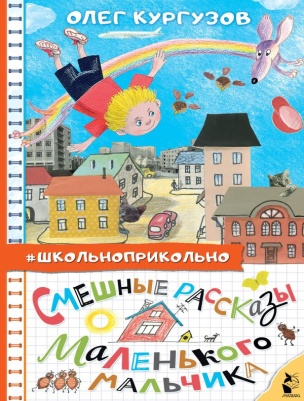 ОЛЕГ КУРГУЗОВ
#ШКОЛЬНОПРИКОЛЬНО
СМЕШНЫЕ РАССКАЗЫ
МАЛЕНЬКОГО
МАЛЬЧИКА